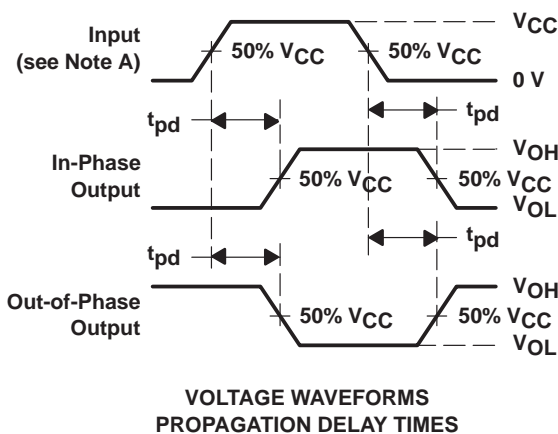 Input
(see Note A)
50% VCC
50% VCC
VCC
0 V
tpd
tpd
In-Phase
Output
50% VCC
VOH
50% VCC
VOL
tpd
tpd
Out-of-Phase
Output
50% VCC
VOH
50% VCC
VOL
VOLTAGE WAVEFORMS
PROPAGATION DELAY TIMES